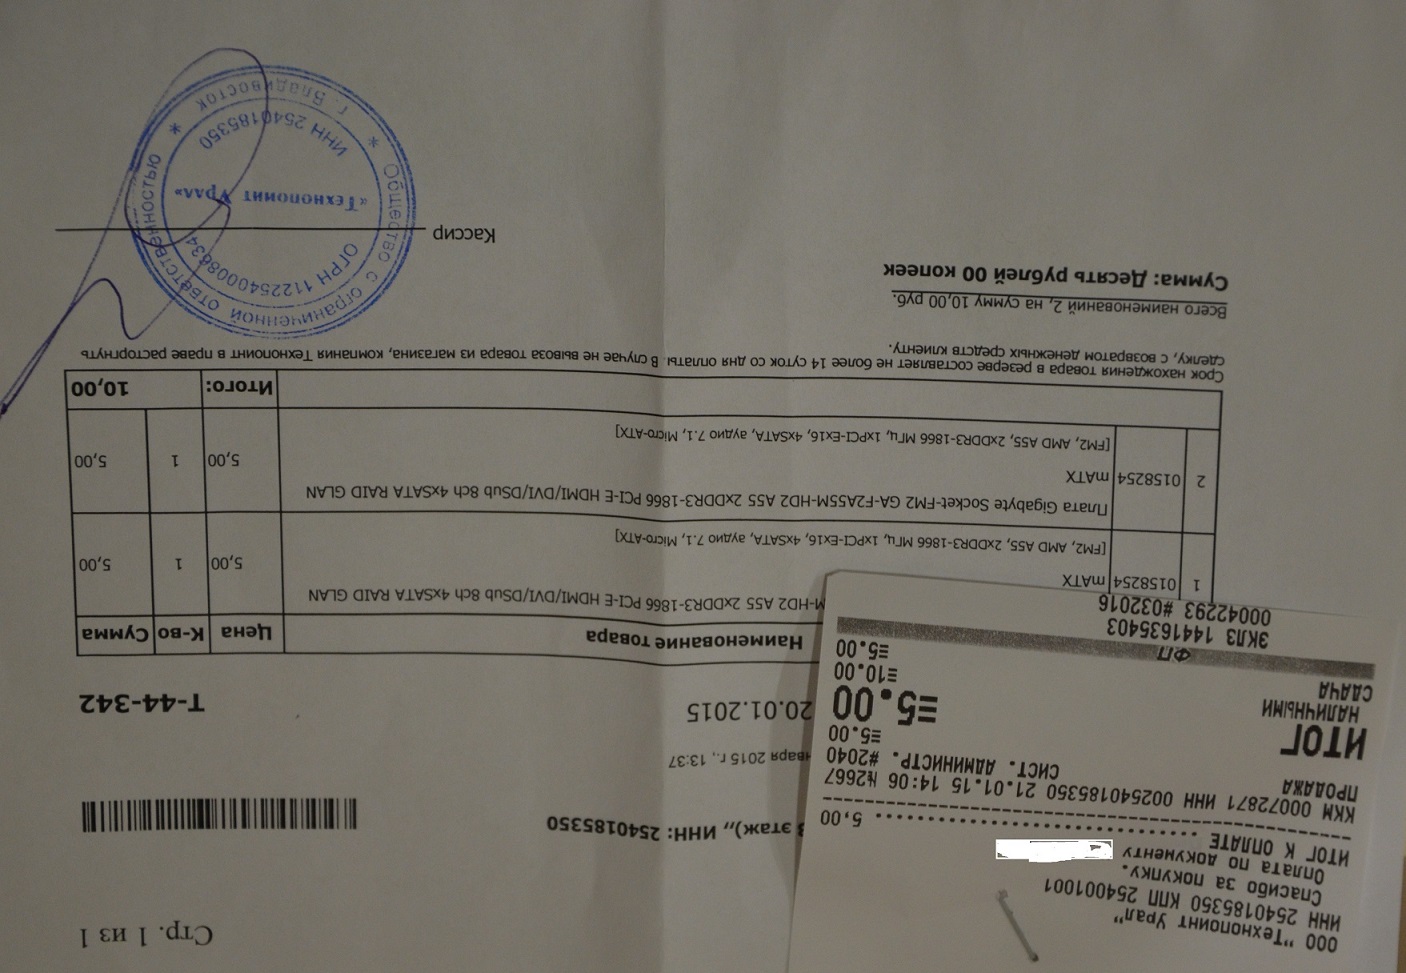 Стр. 1 из 1
3 этаж),, ИНН: 2540185350
нваря 2015 г., 13:37
20.01.2015
Т-44-342
Наименование товара Цена К-во Сумма
М-HD2 A55 2xDDR3-1866 PCI-E HDMI/DVI/DSub 8ch 4xSATA RAID GLAN
1 0158254 mATX 5,00 1 5,00
[FM2, AMD A55, 2xDDR3-1866 МГц, 1xPCI-Ex16, 4xSATA, аудио 7.1, Micro-ATX]
Плата Gigabyte Socket-FM2 GA-F2A55M-HD2 A55 2xDDR3-1866 PCI-E HDMI/DVI/DSub 8ch 4xSATA RAID GLAN
2 0158254 mATX 5,00 1 5,00
[FM2, AMD A55, 2xDDR3-1866 МГц, 1xPCI-Ex16, 4xSATA, аудио 7.1, Micro-ATX]
Итого: 10,00
Срок нахождения товара в резерве составляет не более 14 суток со дня оплаты. В случае не вывоза товара из магазина, компания Технопоинт в праве расторгнуть
сделку, с возвратом денежных средств клиенту.
Всего наименований 2, на сумму 10,00 руб.
Сумма: Десять рублей 00 копеек
Кассир
Общество с ограниченной ответственностью
г. Владивосток
ОГРН 1122540008634
ИНН 2540185350
«Технопоинт Урал»
ООО "Технопоинт Урал"
ИНН 2540185350 КПП 254001001
Спасибо за покупку.
Оплата по документу
ИТОГ К ОПЛАТЕ 5,00
ККМ 00072871 ИНН 002540185350 21.01.15 14:06 №2667
ПРОДАЖА СИСТ. АДМИНИСТР. #2040
≡5.00
ИТОГ ≡5.00
НАЛИЧНЫМИ ≡10.00
СДАЧА ≡5.00
ФП
ЭКЛЗ 1441635403
00042293 #032016